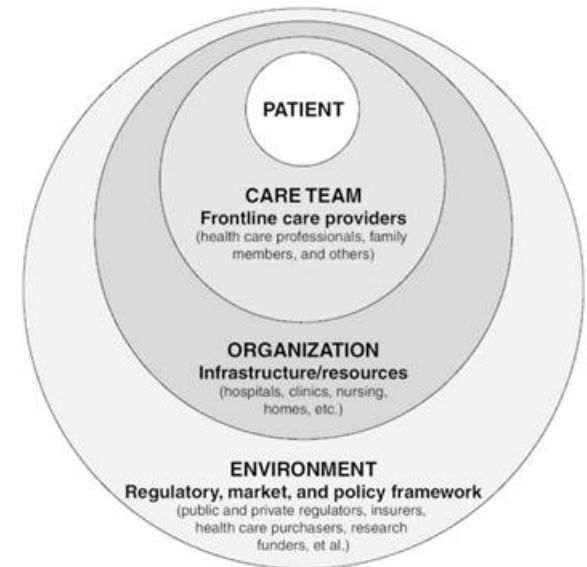 PATIENT
CARE TEAM
Frontline care providers
(health care professionals, family
members, and others)
ORGANIZATION
Infrastructure/resources
(hospitals, clinics, nursing,
homes, etc.)
ENVIRONMENT
Regulatory, market, and policy framework
(public and private regulators, insurers,
health care purchasers, research
funders, et al.)